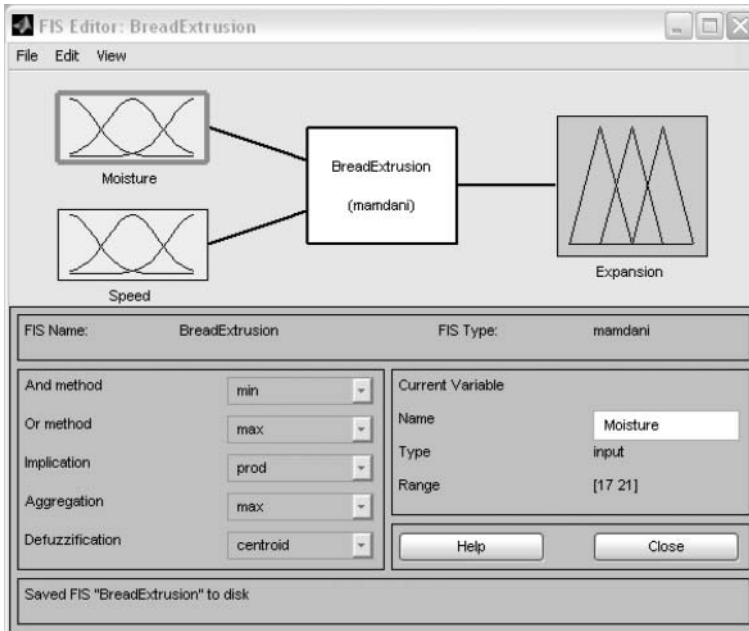 FIS Editor: BreadExtrusion
File Edit View
Moisture
Speed
BreadExtrusion
(mamdani)
Expansion
FIS Name: BreadExtrusion FIS Type: mamdani
And method min
Or method max
Implication prod
Aggregation max
Defuzzification centroid
Current Variable
Name Moisture
Type input
Range [17 21]
Help Close
Saved FIS "BreadExtrusion" to disk